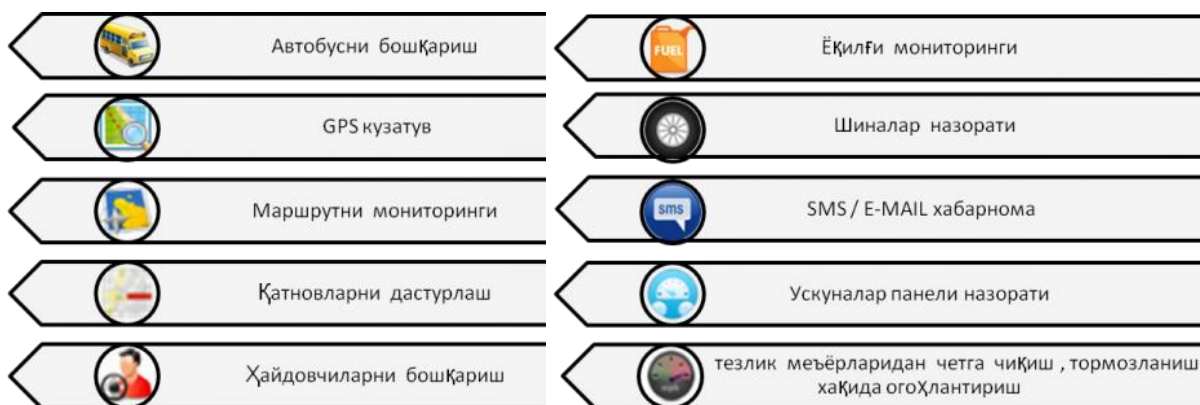 Автобусни бошқариш
GPS кузатув
Маршрутни мониторинги
Қатновларни дастурлаш
Ҳайдовчиларни бошқариш
FUEL
Ёқилғи мониторинги
Шиналар назорати
sms
SMS / E-MAIL хабарнома
Ускуналар панели назорати
тезлик меъёрларидан четга чиқиш , тормозланиш
хақида огоҳлантириш